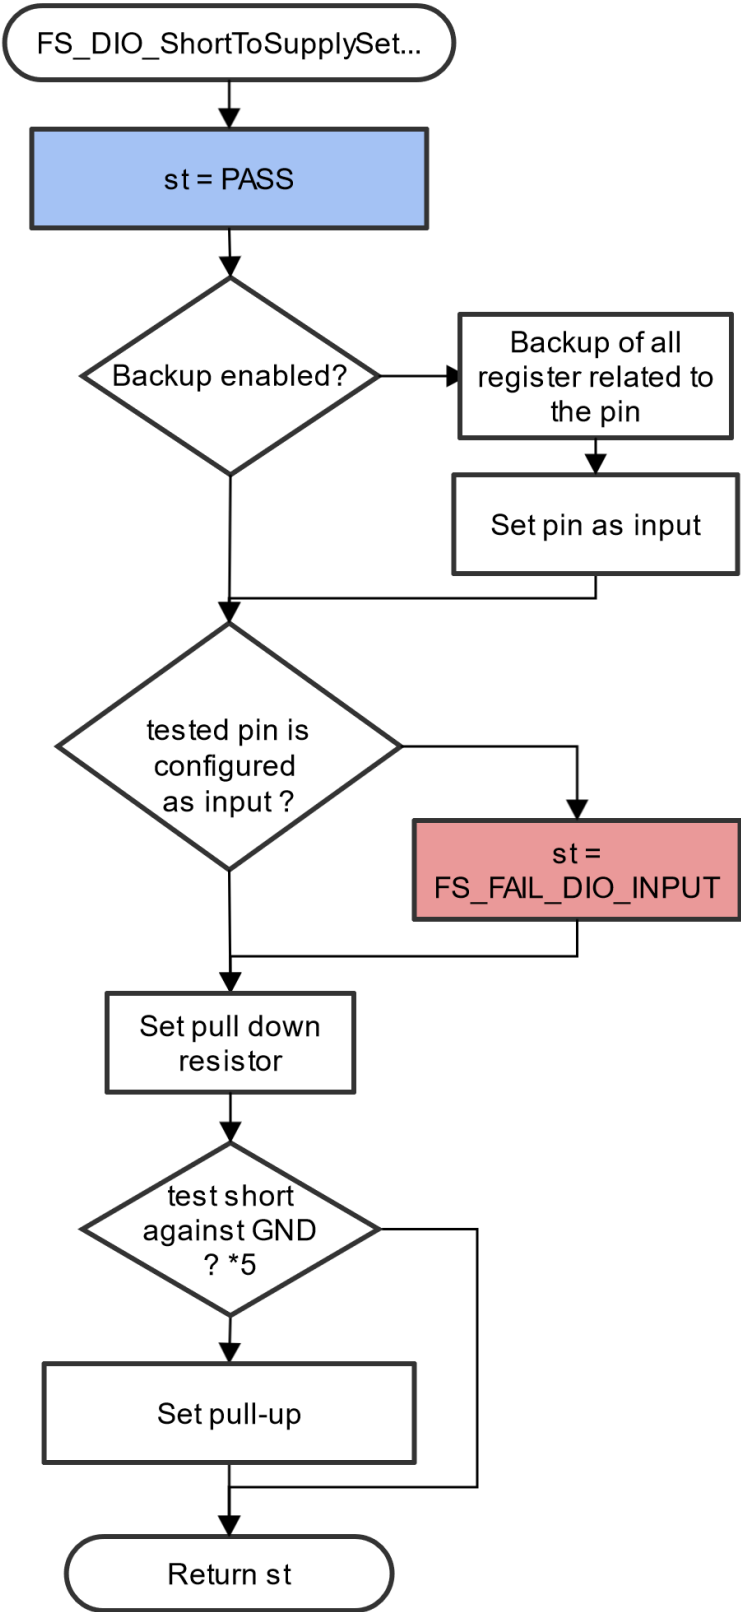 FS_DIO_ShortToSupplySet...
st = PASS
Backup enabled?
Backup of all
register related to
the pin
Set pin as input
tested pin is
configured
as input ?
st =
FS_FAIL_DIO_INPUT
Set pull down
resistor
test short
against GND
? *5
Set pull-up
Return st